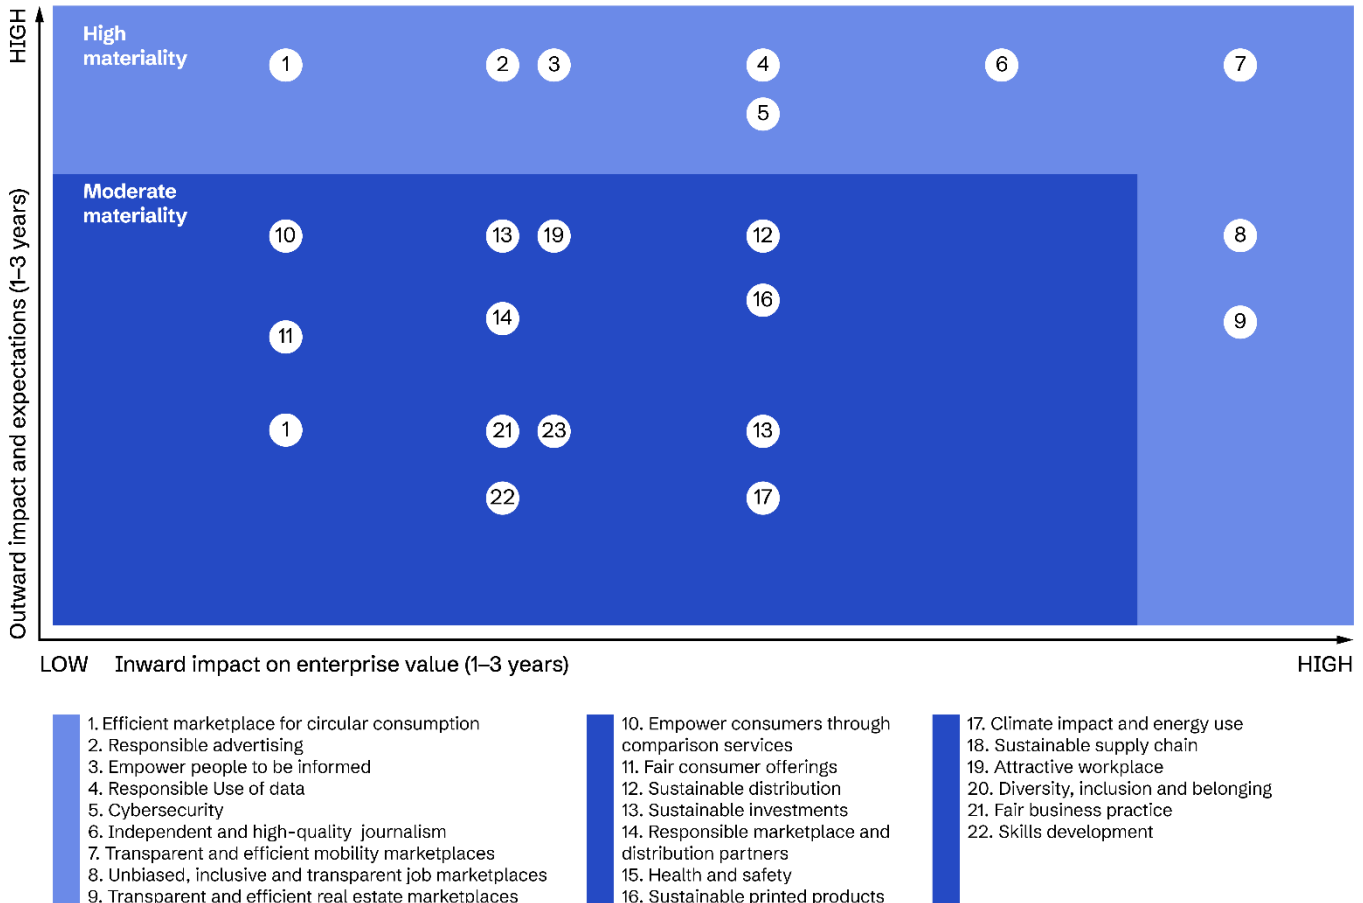 HIGH
High
materiality
1
2
3
4
6
7
5
Outward impact and expectations (1–3 years)
Moderate
materiality
10
13
19
12
8
16
14
9
11
1
21
23
13
22
17
LOW Inward impact on enterprise value (1–3 years) HIGH
1. Efficient marketplace for circular consumption
2. Responsible advertising
3. Empower people to be informed
4. Responsible Use of data
5. Cybersecurity
6. Independent and high-quality journalism
7. Transparent and efficient mobility marketplaces
8. Unbiased, inclusive and transparent job marketplaces
9. Transparent and efficient real estate marketplaces
10. Empower consumers through
comparison services
11. Fair consumer offerings
12. Sustainable distribution
13. Sustainable investments
14. Responsible marketplace and
distribution partners
15. Health and safety
16. Sustainable printed products
17. Climate impact and energy use
18. Sustainable supply chain
19. Attractive workplace
20. Diversity, inclusion and belonging
21. Fair business practice
22. Skills development